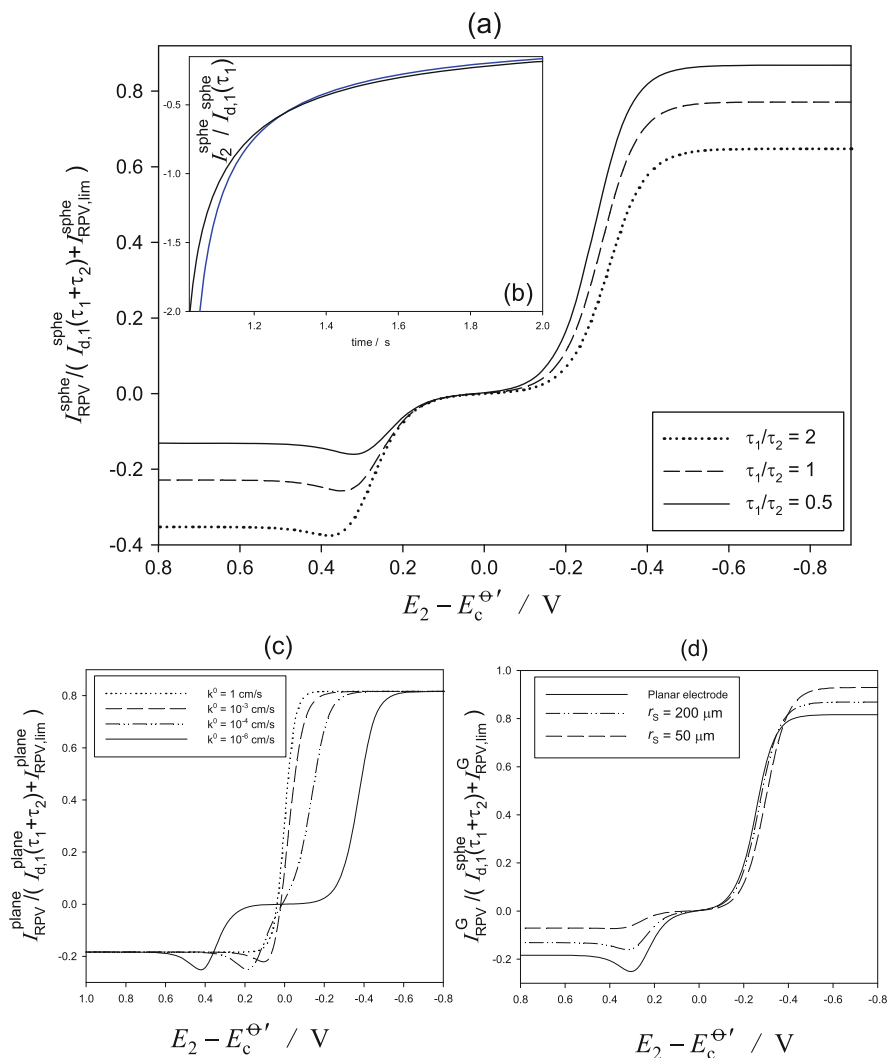 (a)
I_RPV^sphe /( I_d,1^sphe (τ1+τ2)+I_RPV,lim^sphe )
0.8
0.6
0.4
0.2
0.0
-0.2
-0.4
0.8
0.6
0.4
0.2
0.0
-0.2
-0.4
-0.6
-0.8
E_2 − E_c^⊖′ / V
τ1/τ2 = 2
τ1/τ2 = 1
τ1/τ2 = 0.5
(b)
I_2^sphe / I_d,1^sphe (τ1)
-0.5
-1.0
-1.5
-2.0
1.2
1.4
1.6
1.8
2.0
time / s
(c)
I_RPV^plane /( I_d,1^plane (τ1+τ2)+I_RPV,lim^plane )
0.8
0.6
0.4
0.2
0.0
-0.2
1.0
0.8
0.6
0.4
0.2
0.0
-0.2
-0.4
-0.6
-0.8
E_2 − E_c^⊖′ / V
k⁰ = 1 cm/s
k⁰ = 10⁻³ cm/s
k⁰ = 10⁻⁴ cm/s
k⁰ = 10⁻⁶ cm/s
(d)
I_RPV^G /( I_d,1^sphe (τ1+τ2)+I_RPV,lim^G )
1.0
0.8
0.6
0.4
0.2
0.0
-0.2
0.8
0.6
0.4
0.2
0.0
-0.2
-0.4
-0.6
-0.8
E_2 − E_c^⊖′ / V
Planar electrode
r_S = 200 μm
r_S = 50 μm